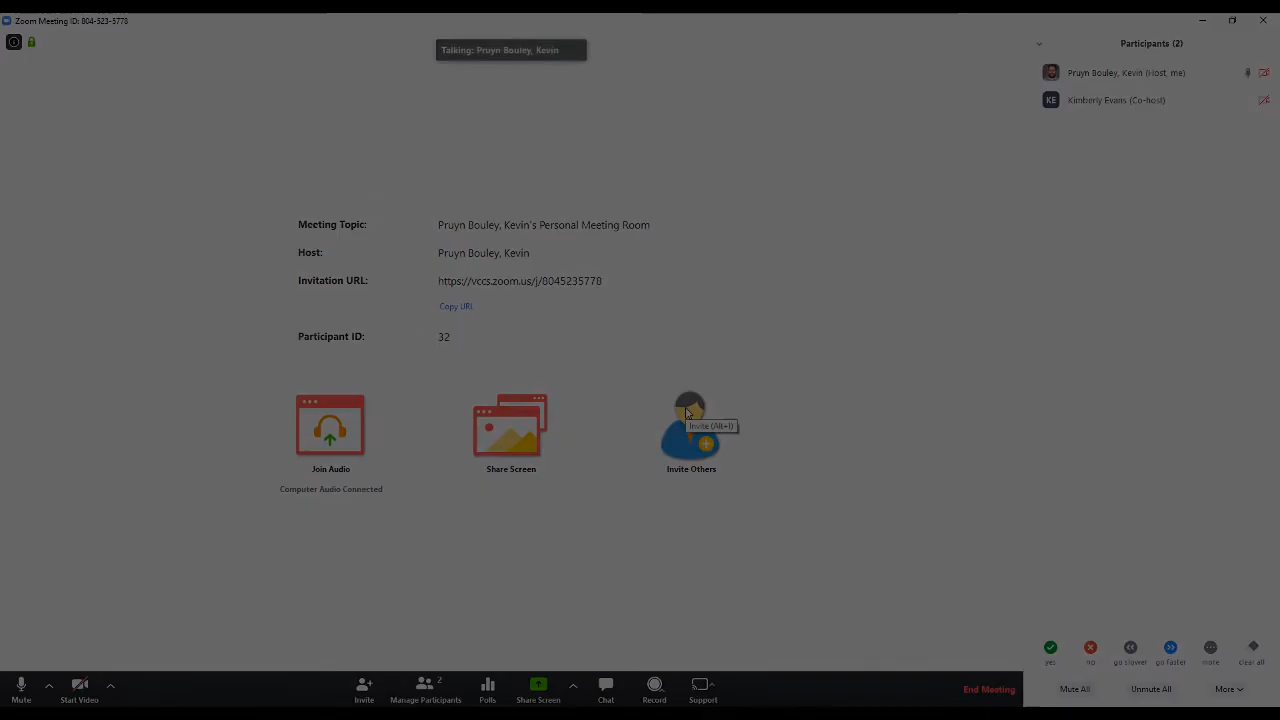 Zoom Meeting ID: 804-523-5778
Talking: Pruyn Bouley, Kevin
Participants (2)
Pruyn Bouley, Kevin (Host, me)
KE Kimberly Evans (Co-host)
Meeting Topic: Pruyn Bouley, Kevin's Personal Meeting Room
Host: Pruyn Bouley, Kevin
Invitation URL: https://vccs.zoom.us/j/8045235778
Copy URL
Participant ID: 32
Invite (Alt+I)
Join Audio Share Screen Invite Others
Computer Audio Connected
yes no go slower go faster more clear all
Mute Start Video Invite Manage Participants 2 Polls Share Screen Chat Record Support End Meeting
Mute All Unmute All More